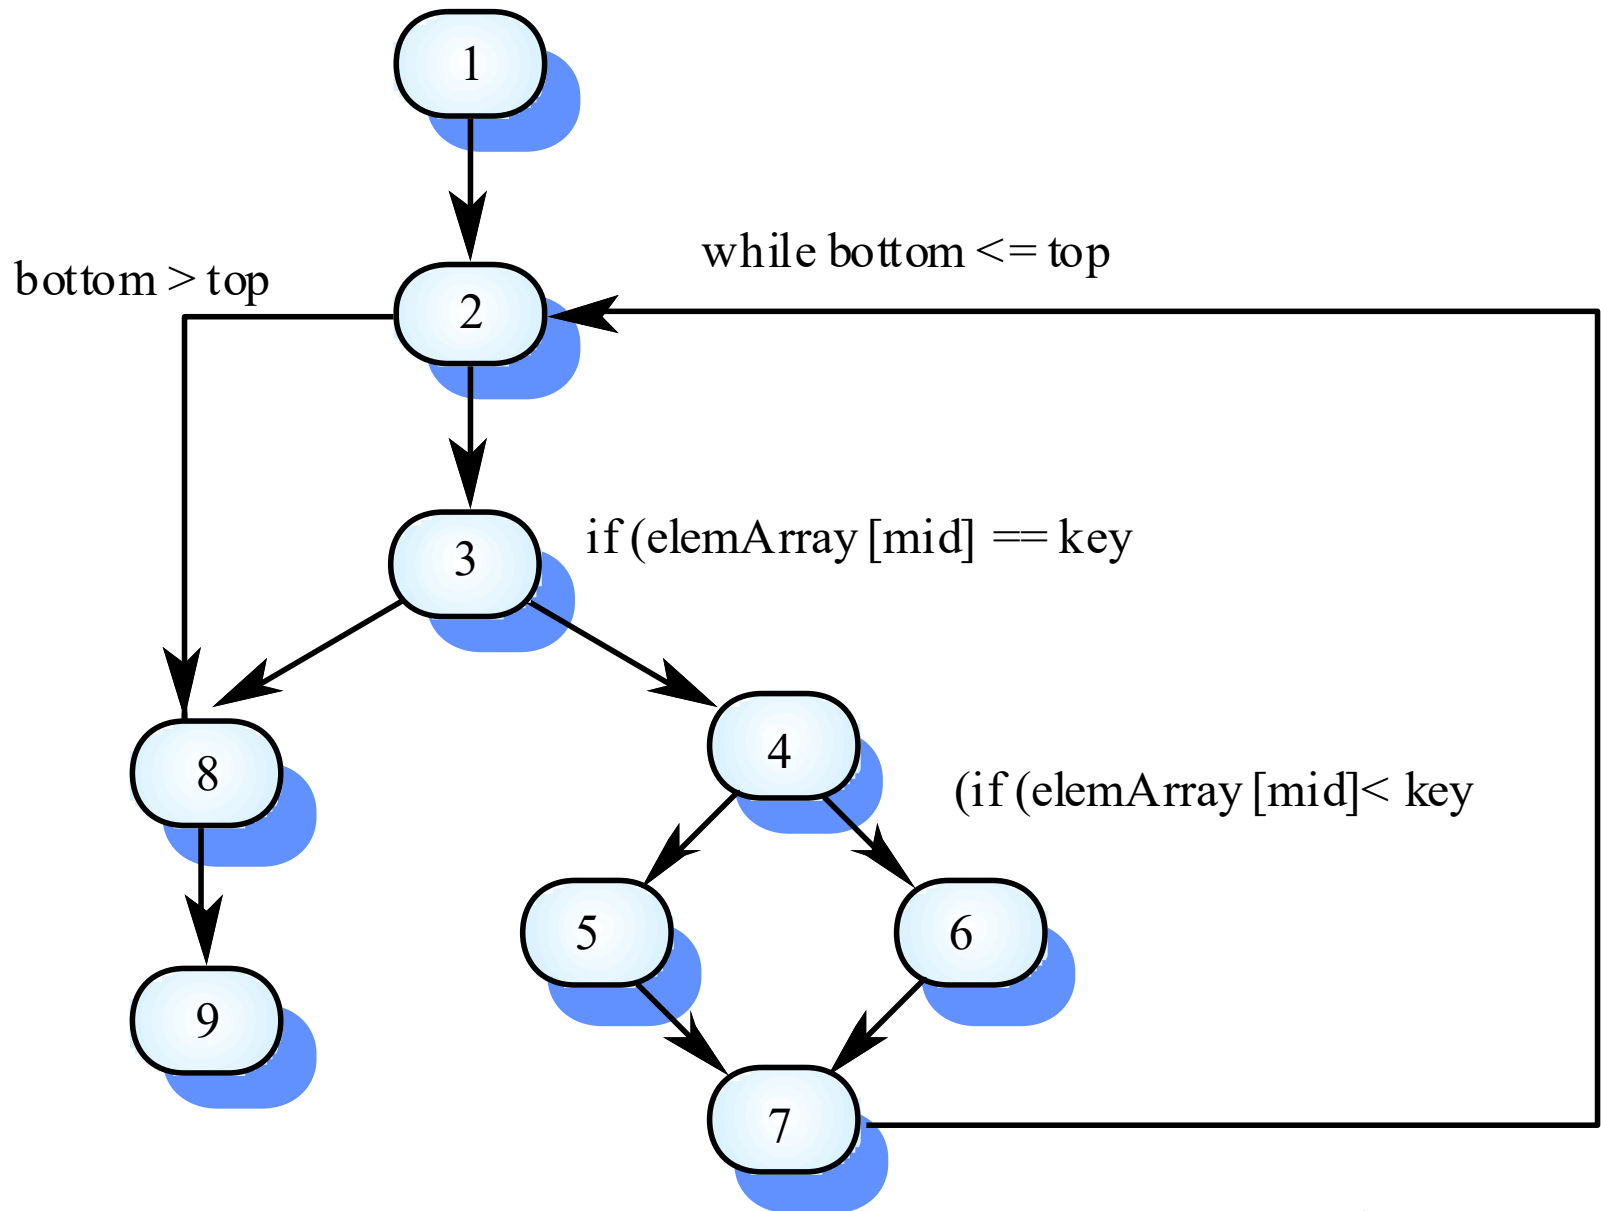 1
while bottom <= top
bottom > top
2
if (elemArray [mid] == key
3
4
8
(if (elemArray [mid]< key
5
6
9
7